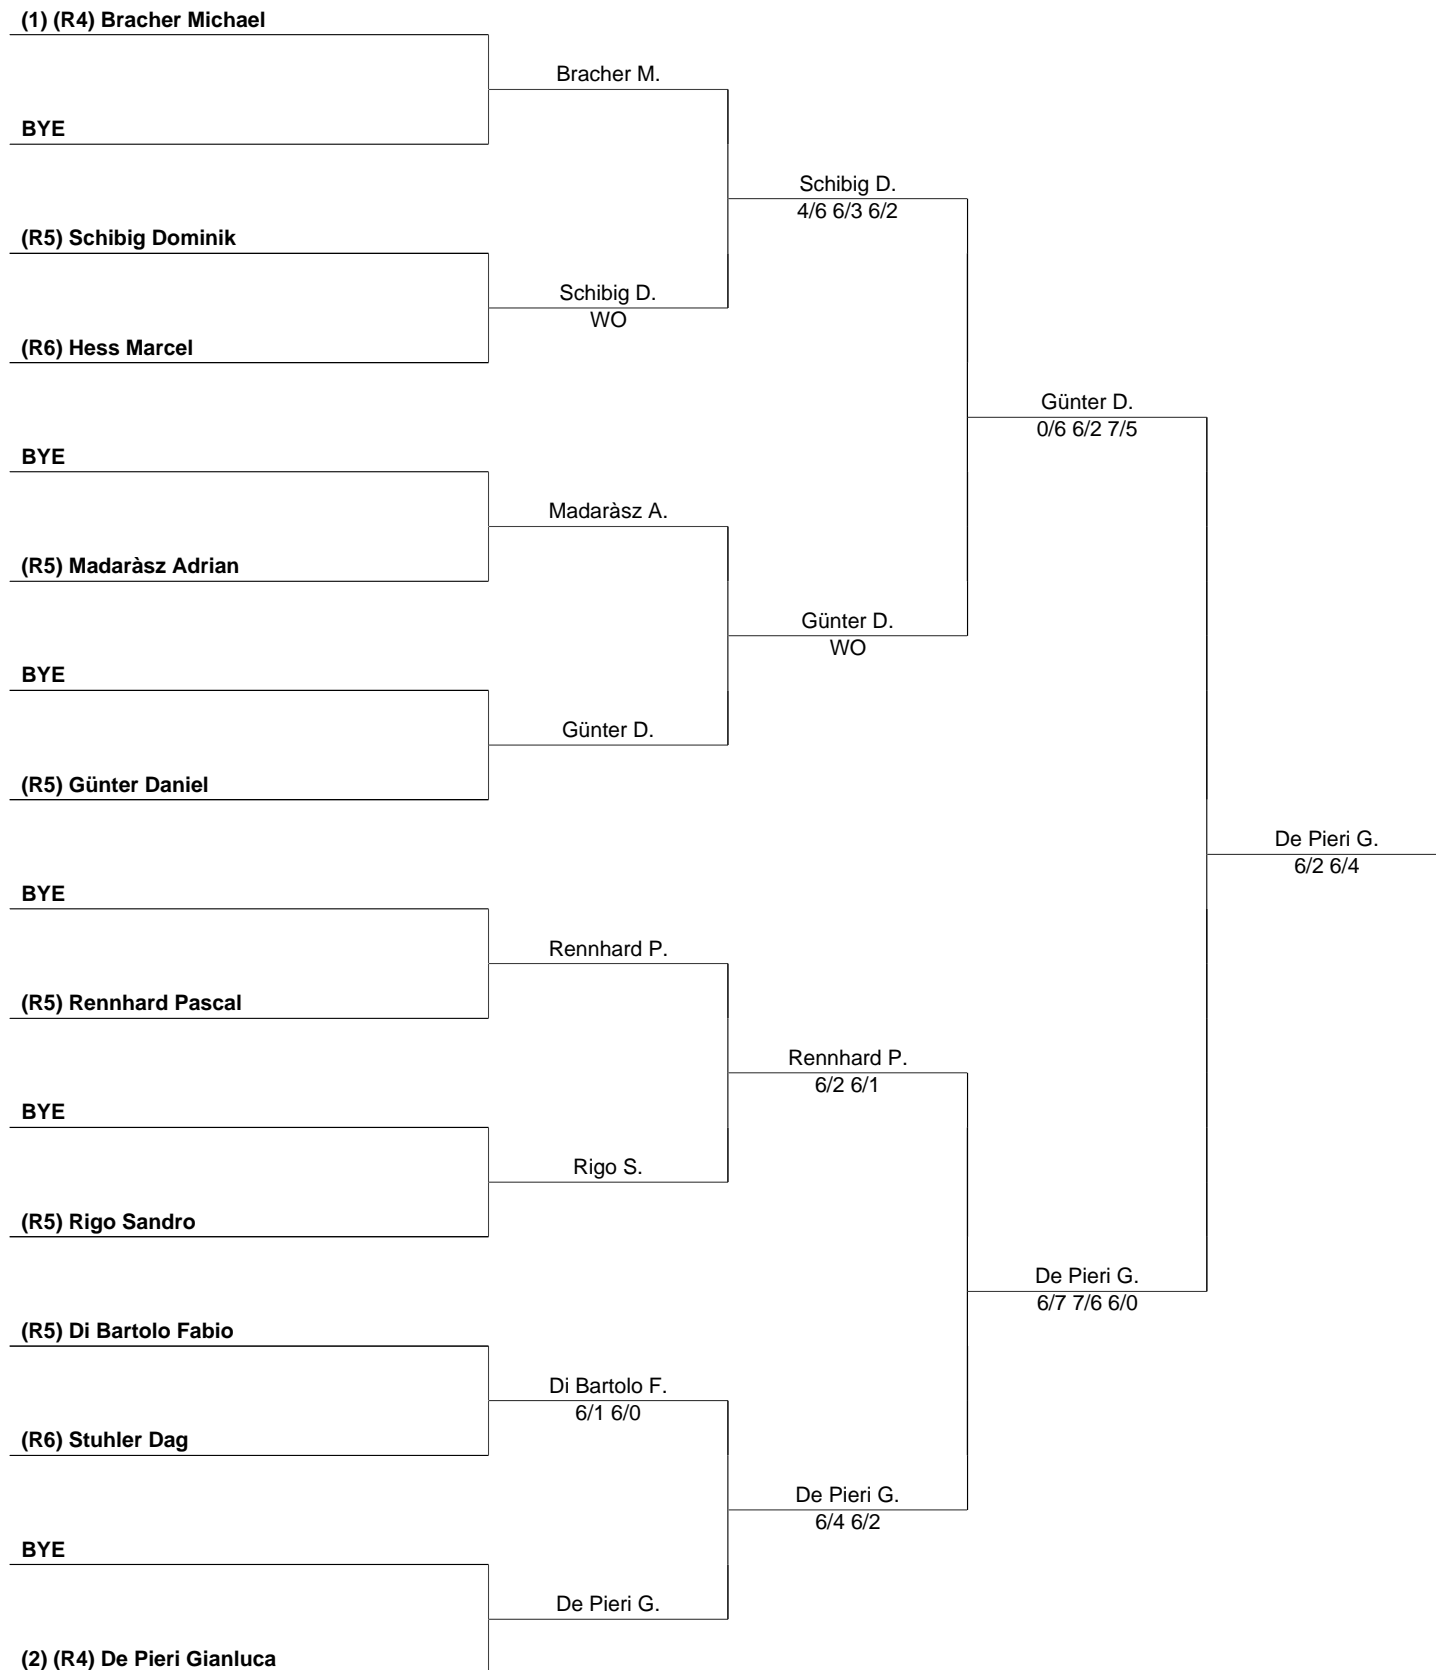 (1) (R4) Bracher Michael
Bracher M.
BYE
Schibig D.
4/6 6/3 6/2
(R5) Schibig Dominik
Schibig D.
WO
(R6) Hess Marcel
Günter D.
0/6 6/2 7/5
BYE
Madaràsz A.
(R5) Madaràsz Adrian
Günter D.
WO
BYE
Günter D.
(R5) Günter Daniel
De Pieri G.
6/2 6/4
BYE
Rennhard P.
(R5) Rennhard Pascal
Rennhard P.
6/2 6/1
BYE
Rigo S.
(R5) Rigo Sandro
De Pieri G.
6/7 7/6 6/0
(R5) Di Bartolo Fabio
Di Bartolo F.
6/1 6/0
(R6) Stuhler Dag
De Pieri G.
6/4 6/2
BYE
De Pieri G.
(2) (R4) De Pieri Gianluca